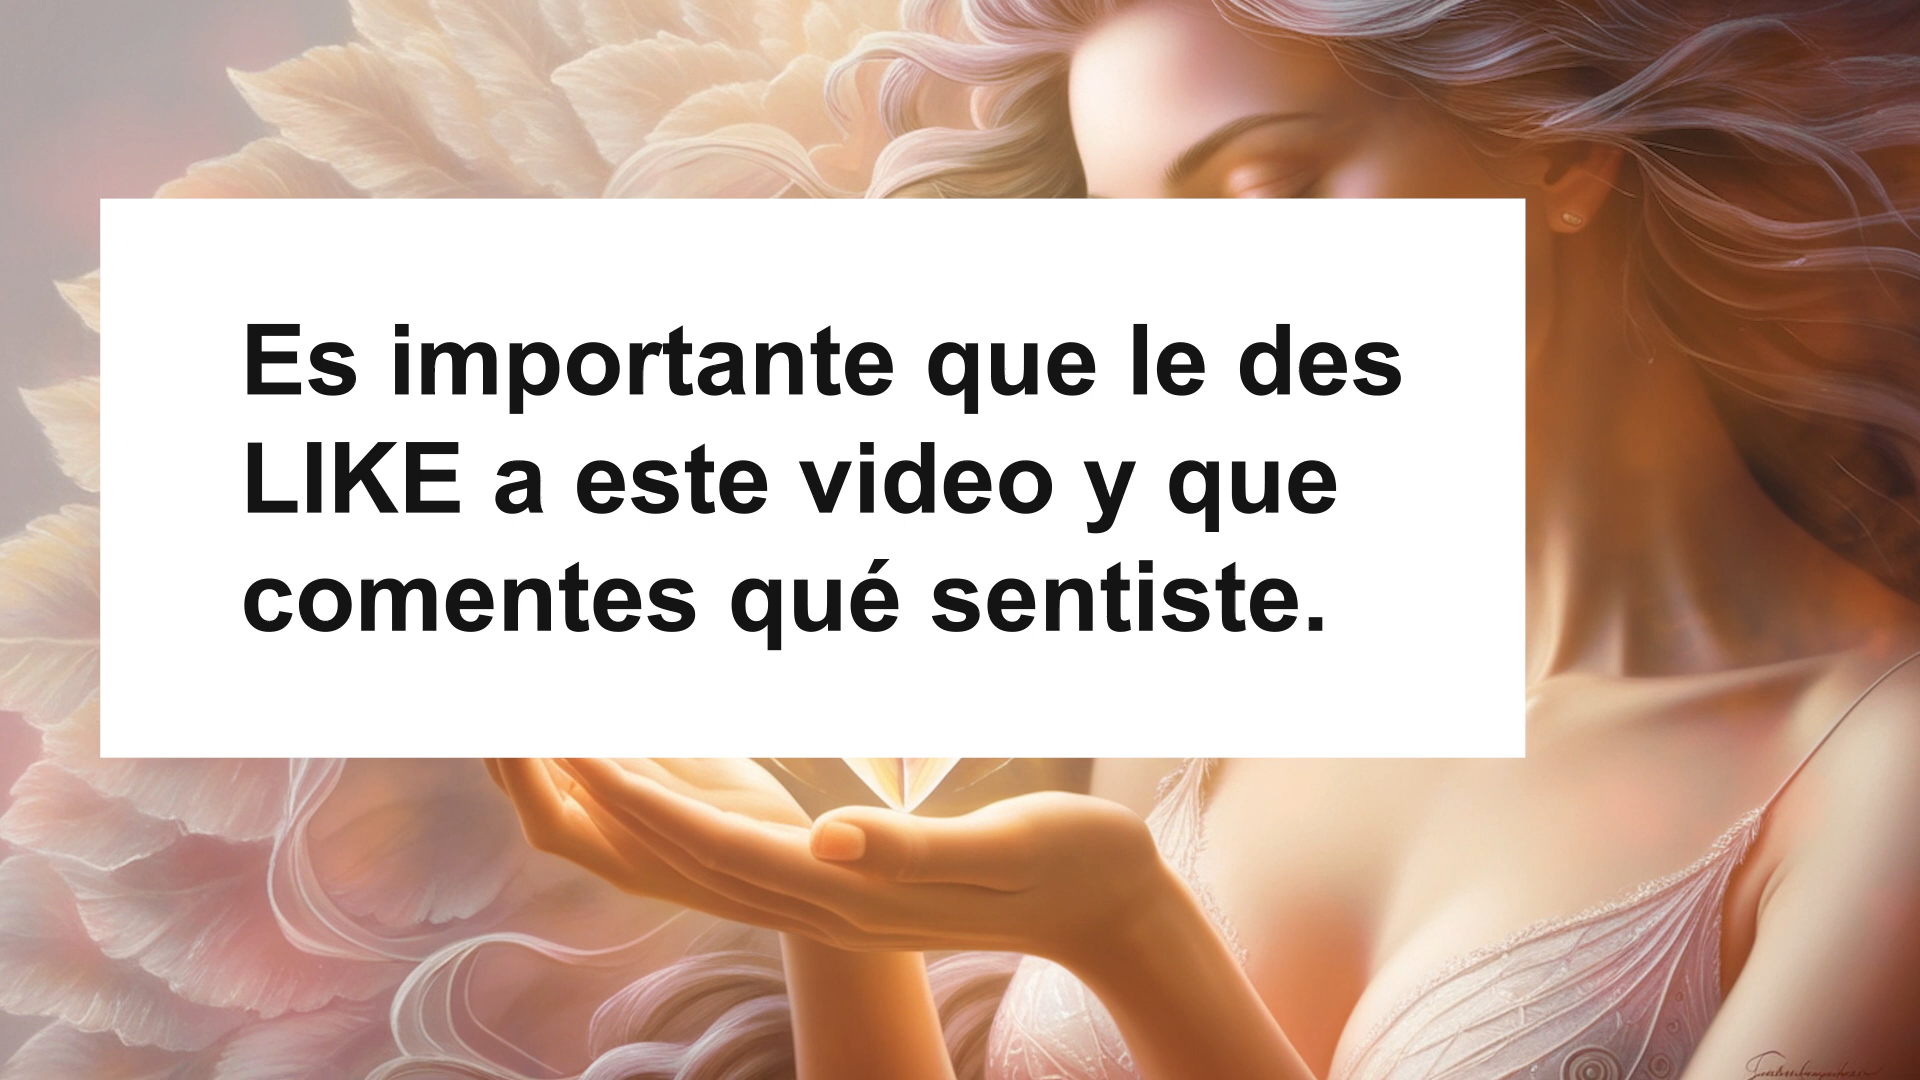 Es importante que le des
LIKE a este video y que
comentes qué sentiste.